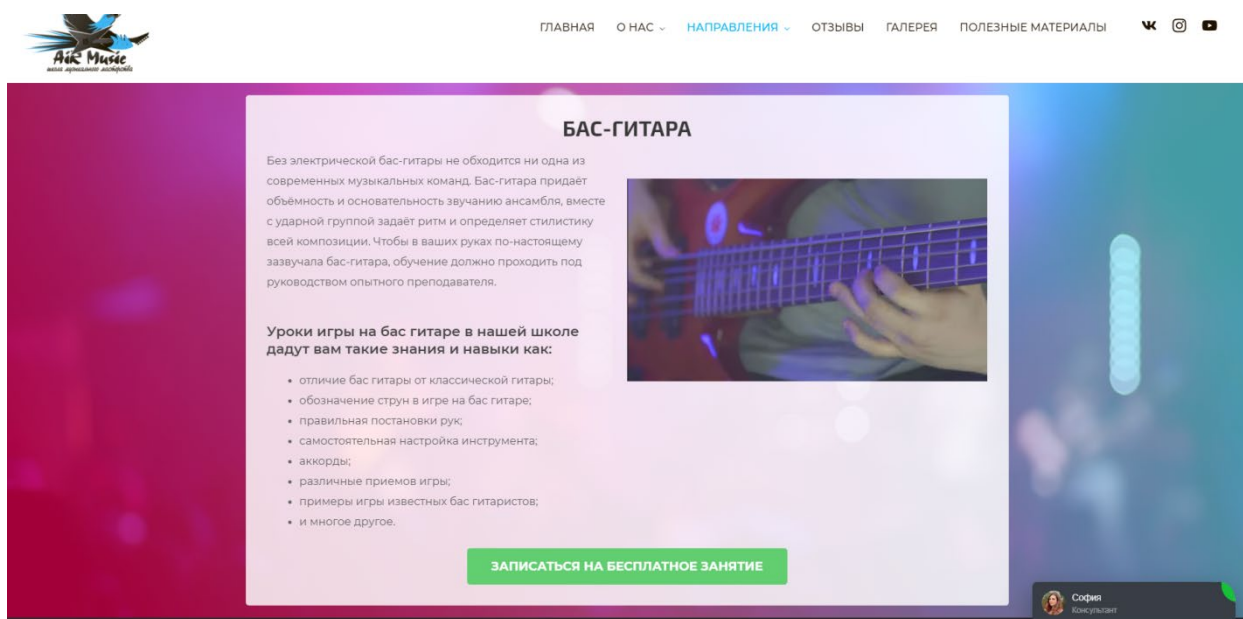 AiR Music
школа музыкального мастерства
ГЛАВНАЯ О НАС НАПРАВЛЕНИЯ ОТЗЫВЫ ГАЛЕРЕЯ ПОЛЕЗНЫЕ МАТЕРИАЛЫ
БАС-ГИТАРА
Без электрической бас-гитары не обходится ни одна из
современных музыкальных команд. Бас-гитара придаёт
объёмность и основательность звучанию ансамбля, вместе
с ударной группой задаёт ритм и определяет стилистику
всей композиции. Чтобы в ваших руках по-настоящему
зазвучала бас-гитара, обучение должно проходить под
руководством опытного преподавателя.
Уроки игры на бас гитаре в нашей школе
дадут вам такие знания и навыки как:
• отличие бас гитары от классической гитары;
• обозначение струн в игре на бас гитаре;
• правильная постановки рук;
• самостоятельная настройка инструмента;
• аккорды;
• различные приемов игры;
• примеры игры известных бас гитаристов;
• и многое другое.
ЗАПИСАТЬСЯ НА БЕСПЛАТНОЕ ЗАНЯТИЕ
София
Консультант